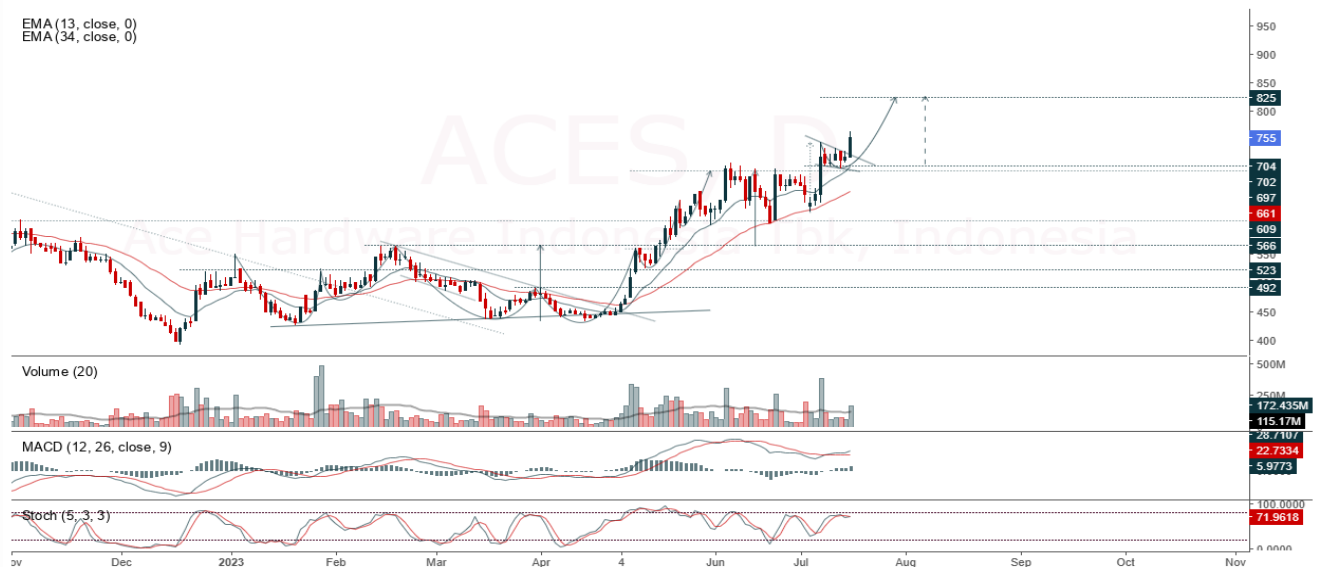 EMA (13, close, 0)
EMA (34, close, 0)
ACES D
Ace Hardware Indonesia
950
900
850
825
800
755
704
702
697
661
609
566
550
523
492
450
400
Volume (20)
500M
250M
172.435M
115.17M
MACD (12, 26, close, 9)
28.7107
22.7334
5.9773
Stoch (5, 3, 3)
100.0000
71.9618
0.0000
Dec 2023 Feb Mar Apr 4 Jun Jul Aug Sep Oct Nov